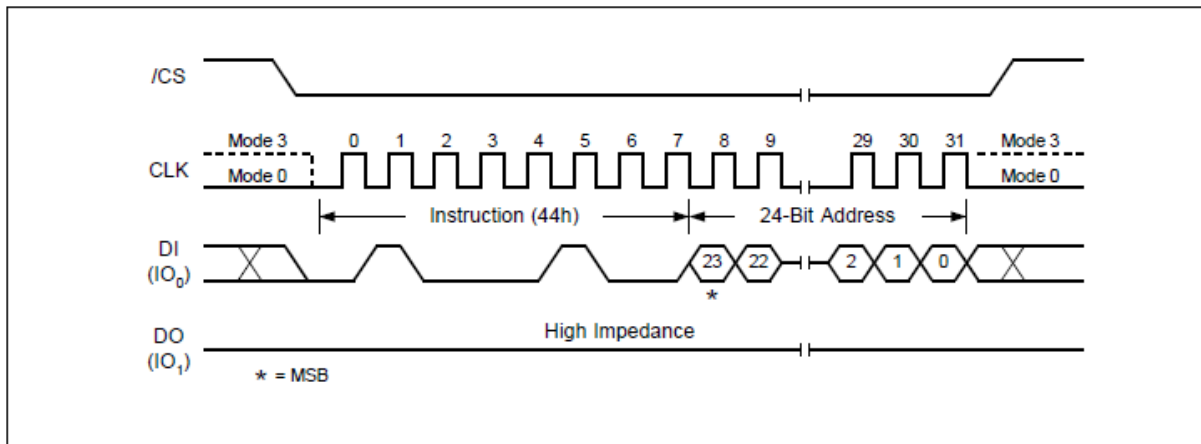 /CS
Mode 3 0 1 2 3 4 5 6 7 8 9 29 30 31 Mode 3
CLK
Mode 0 Mode 0
Instruction (44h) 24-Bit Address
DI
(IO₀)
23 22 2 1 0
*
High Impedance
DO
(IO₁)
* = MSB